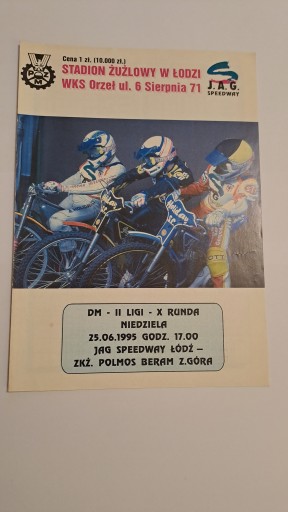 Cena 1 zł. (10.000 zł.)
STADION ŻUŻLOWY W ŁODZI
WKS Orzeł ul. 6 Sierpnia 71
J.A.G.
SPEEDWAY
DM - II LIGI - X RUNDA
NIEDZIELA
25.06.1995 GODZ. 17.00
JAG SPEEDWAY ŁÓDŹ –
ZKŻ. POLMOS BERAM Z.GÓRA